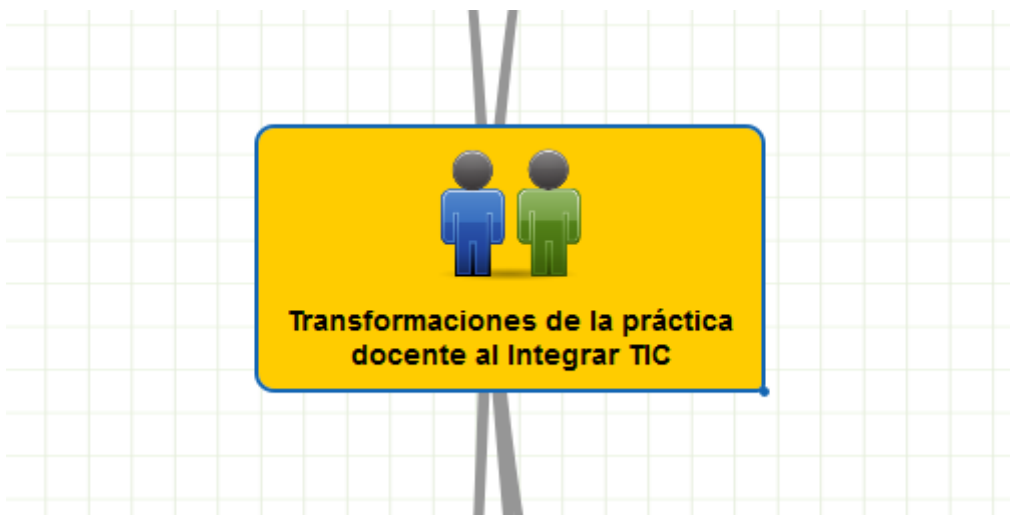 Transformaciones de la práctica
docente al Integrar TIC